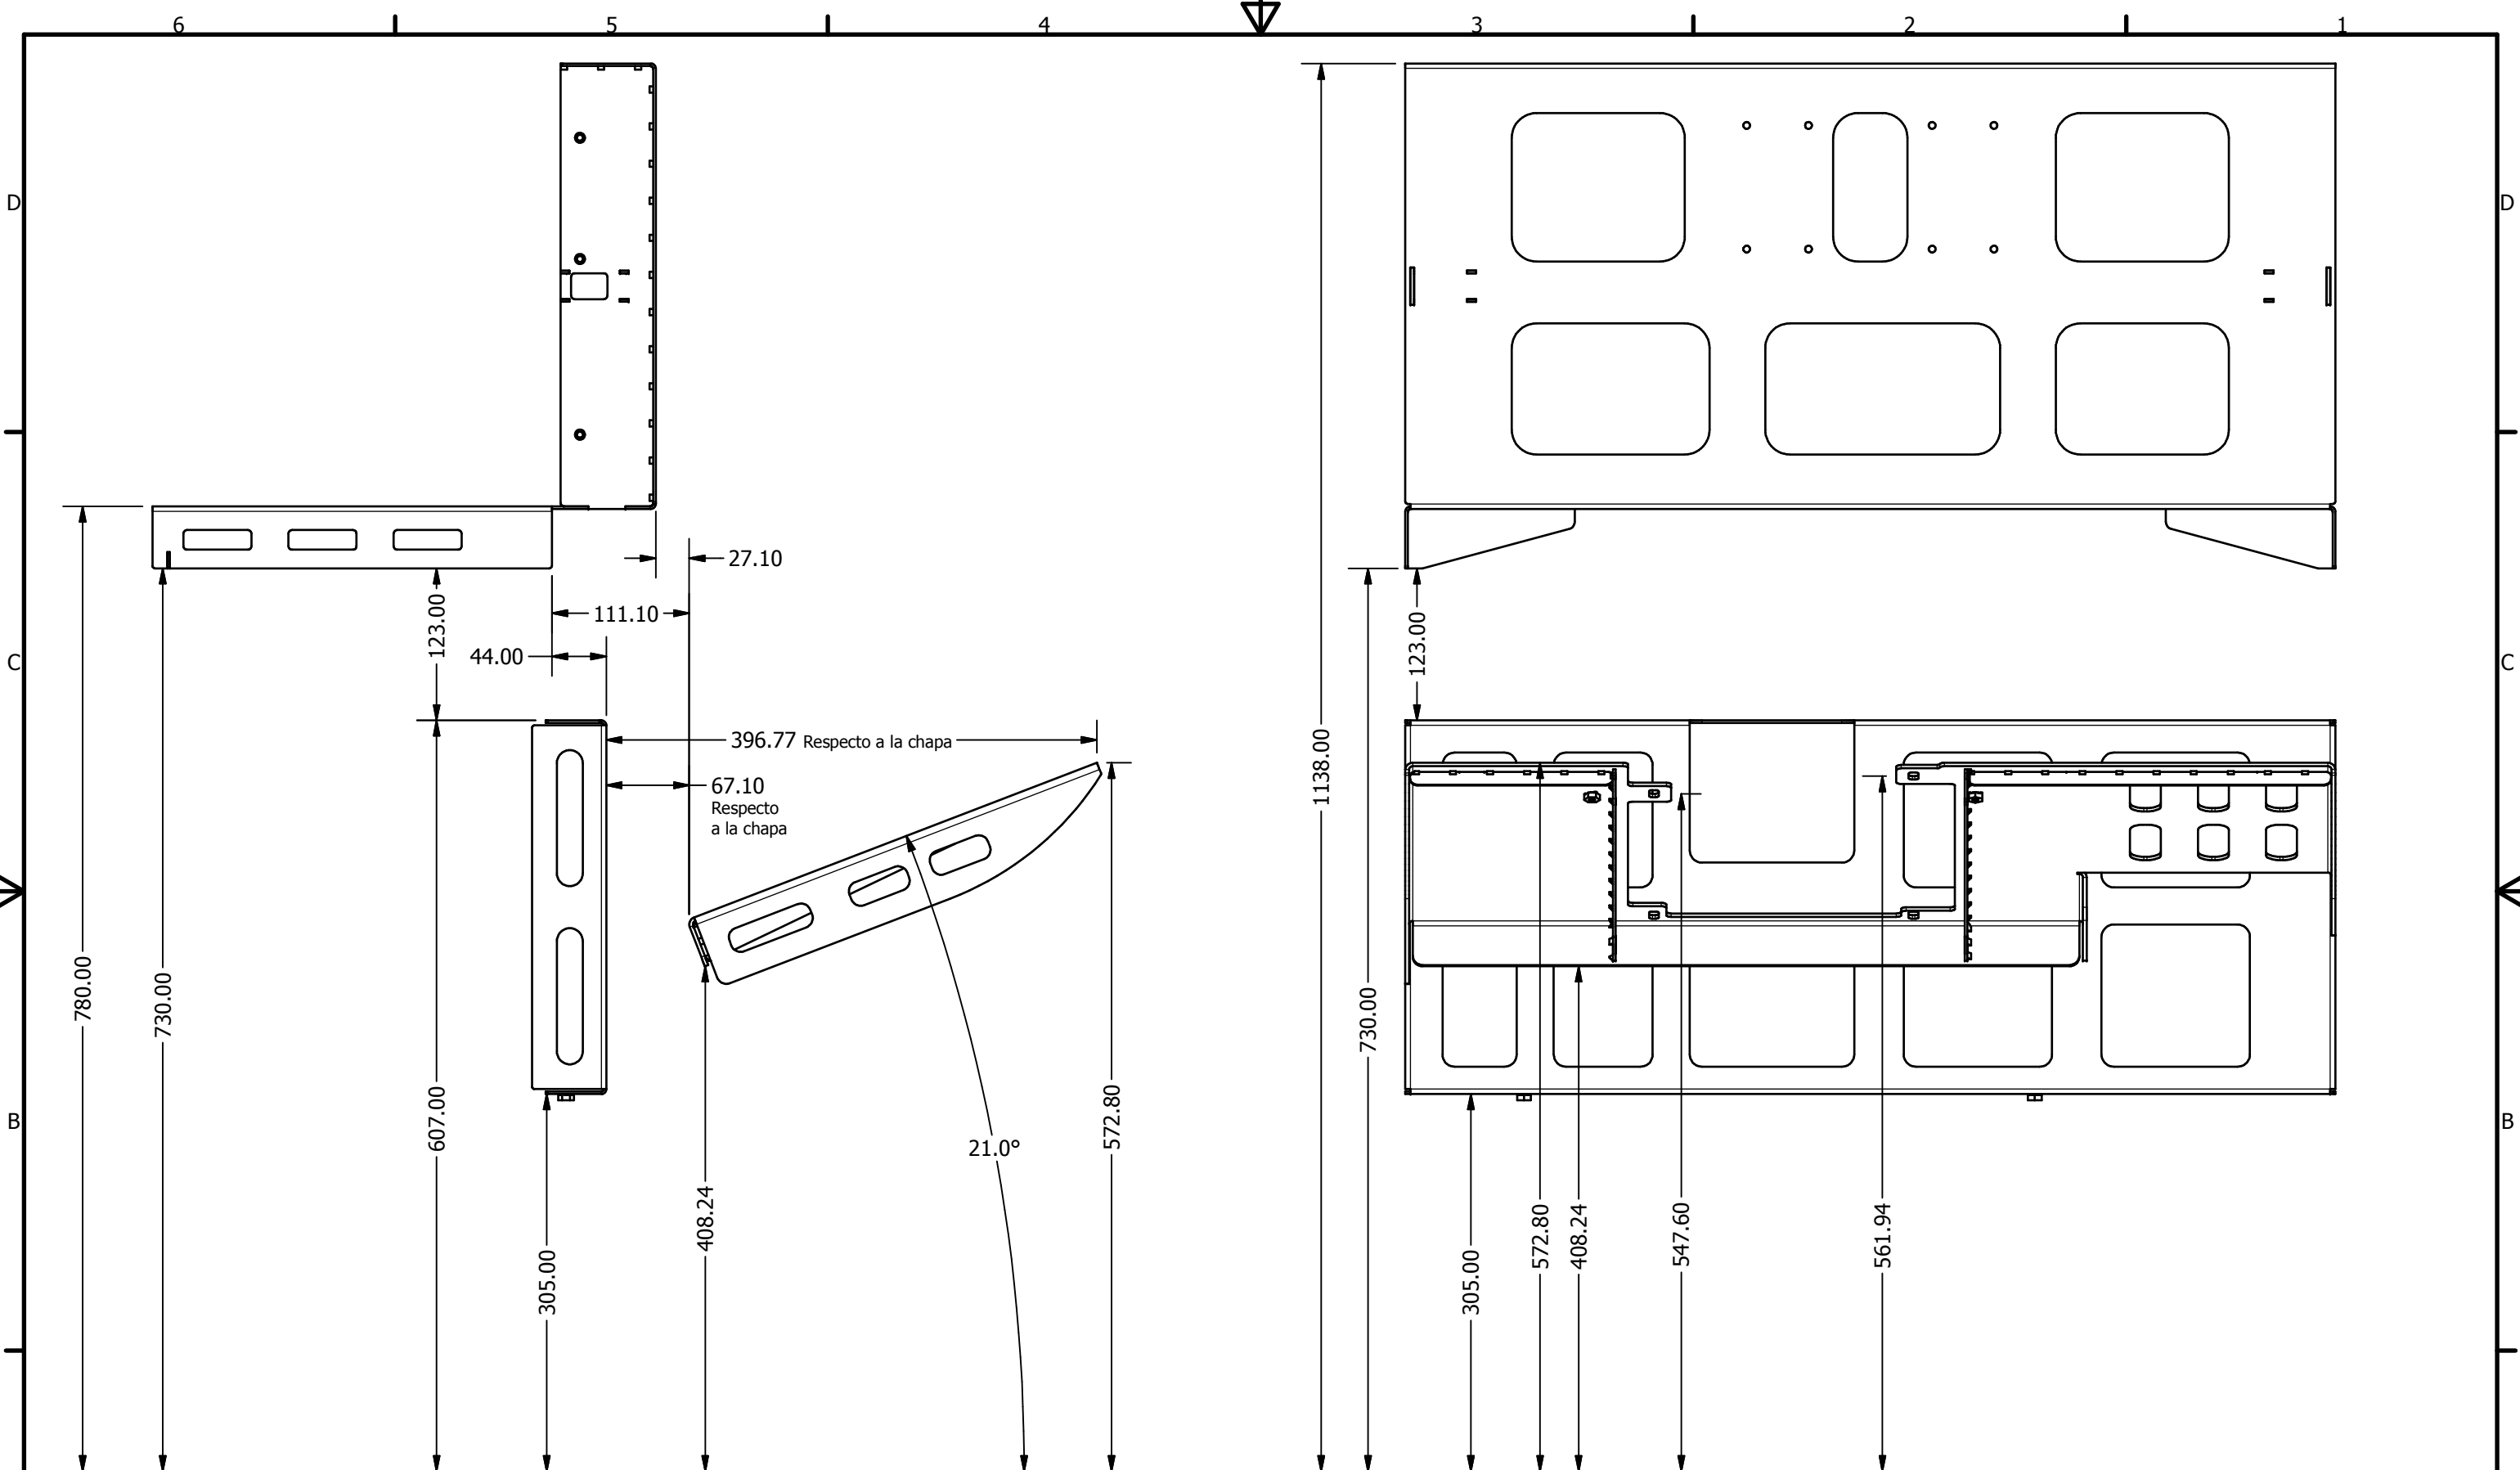 6 5 4 3 2 1
D D
27.10
111.10
123.00
44.00
123.00
C C
396.77 Respecto a la chapa
1138.00
67.10
Respecto
a la chapa
780.00
730.00
730.00
607.00
572.80
B B
21.0°
408.24
305.00
305.00
572.80
408.24
547.60
561.94